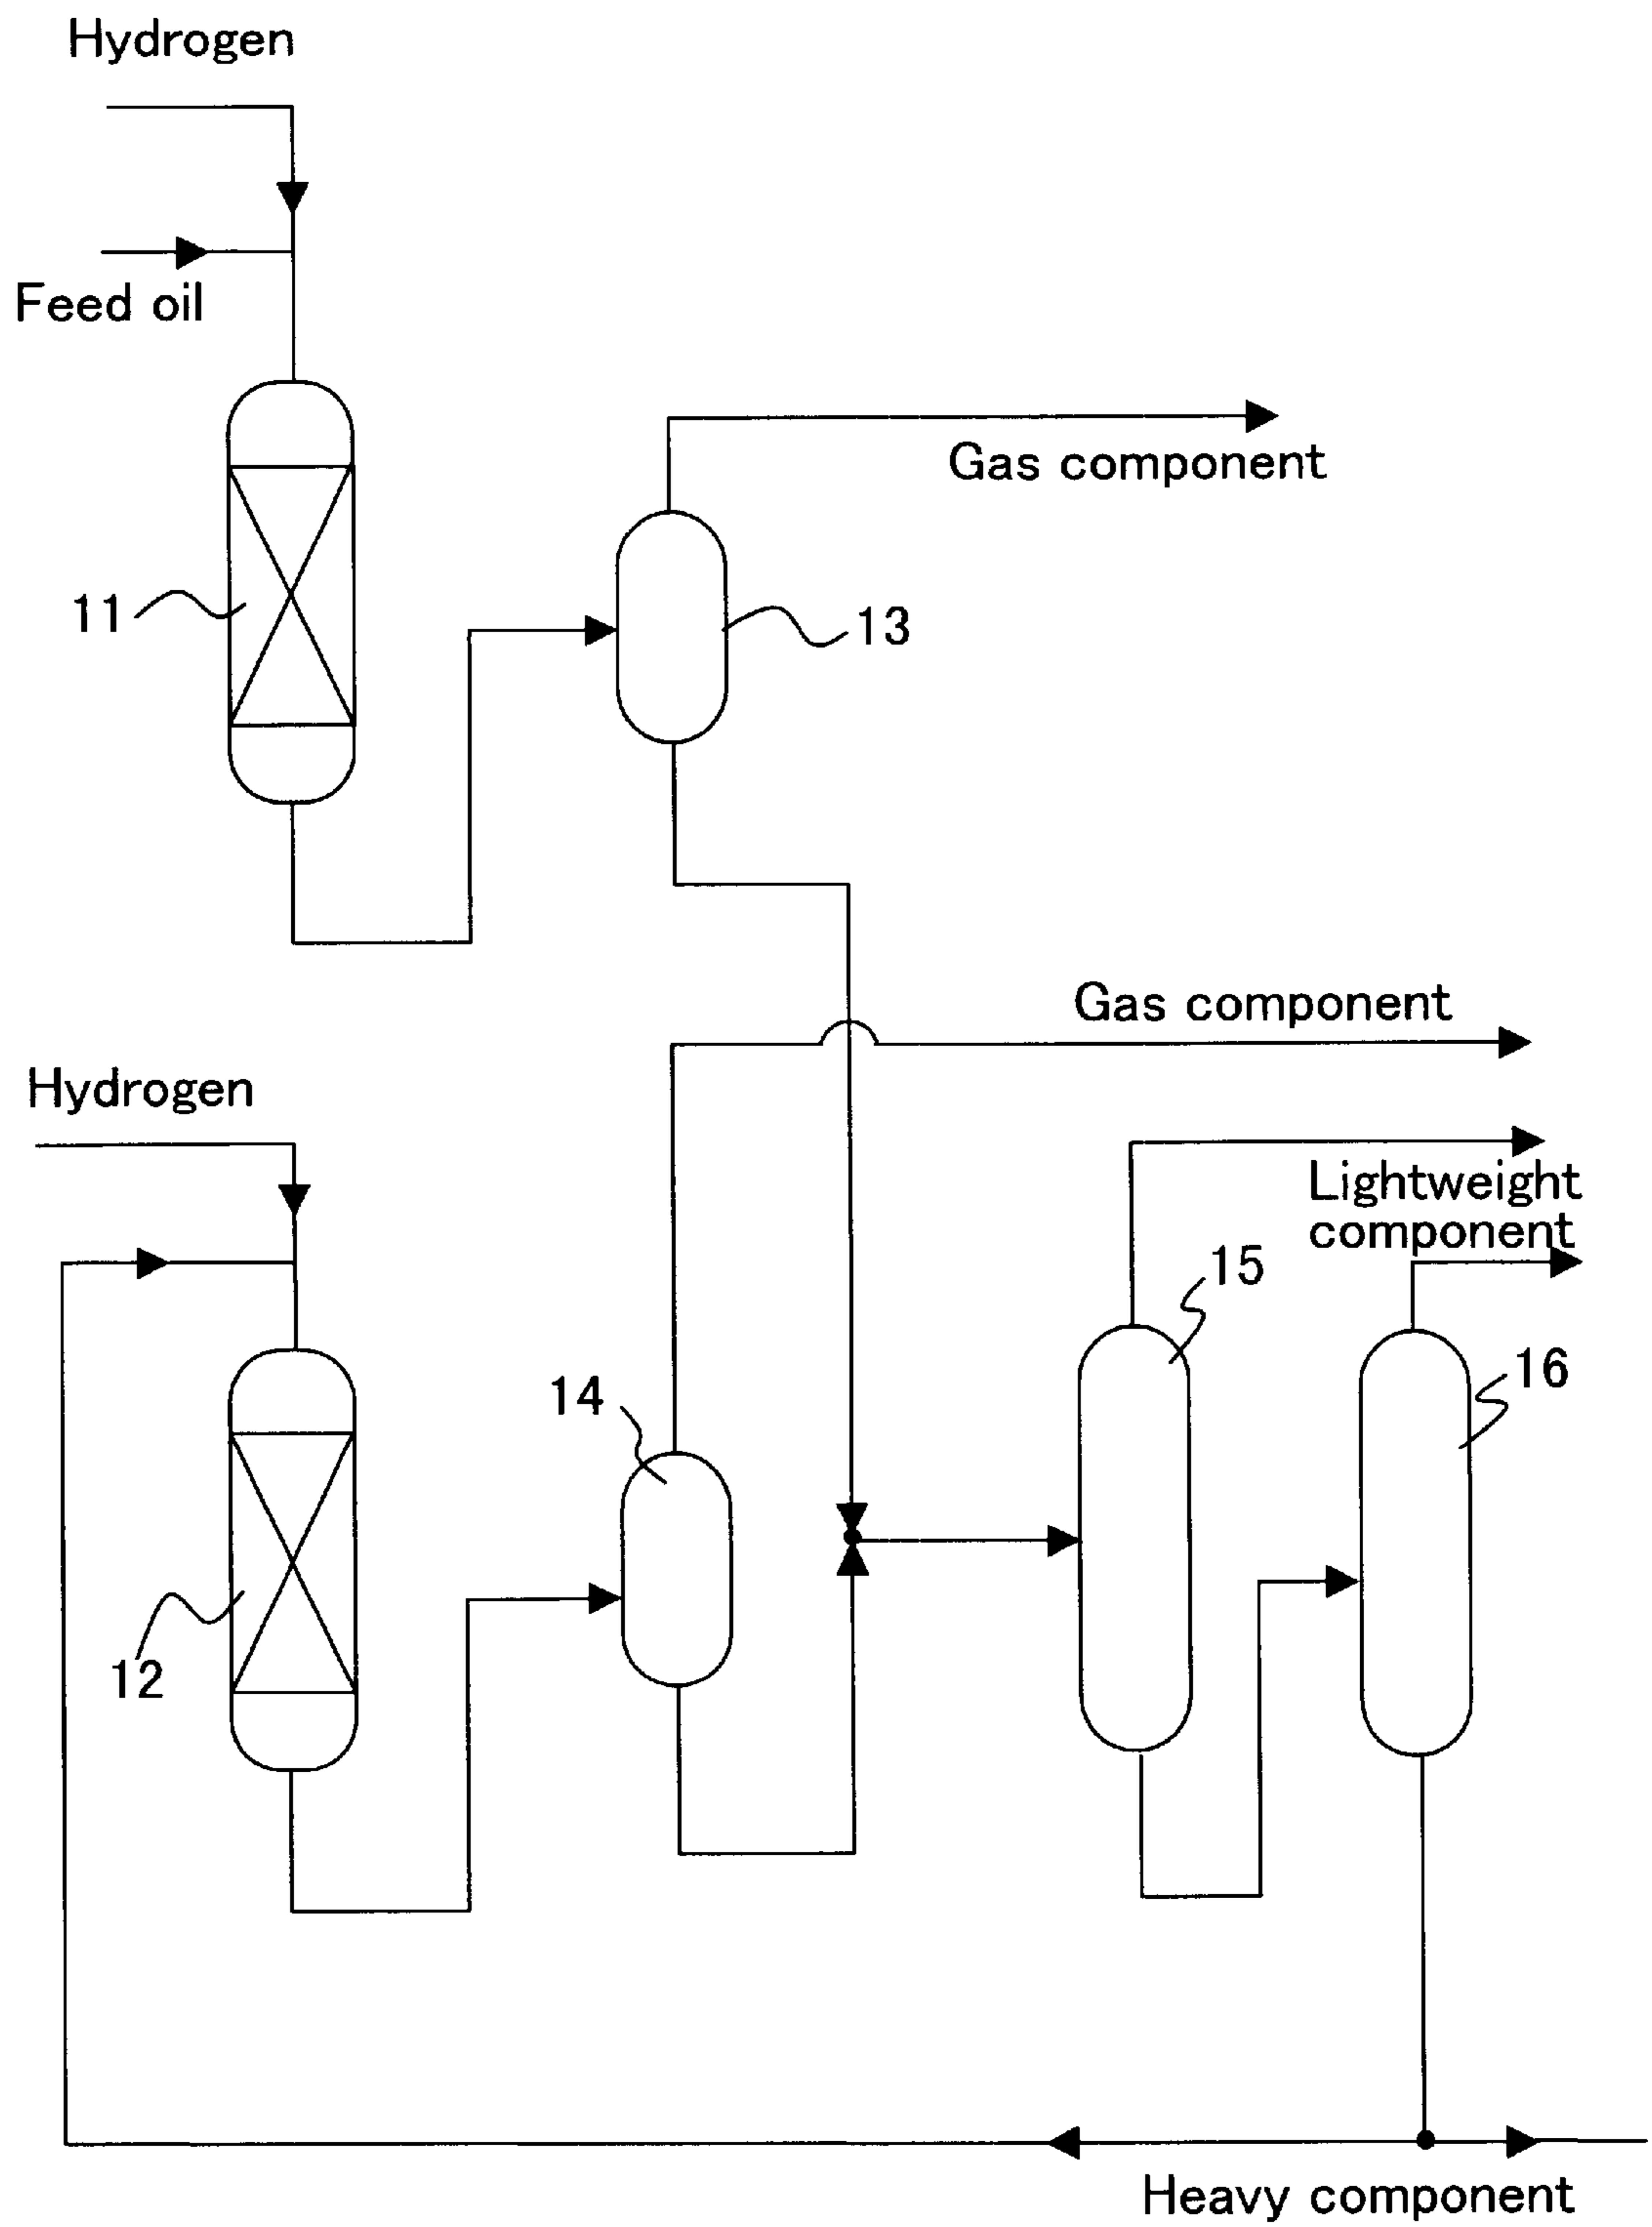 Hydrogen
Feed oil
Gas component
11
13
Gas component
Hydrogen
Lightweight
component
15
16
14
12
Heavy component